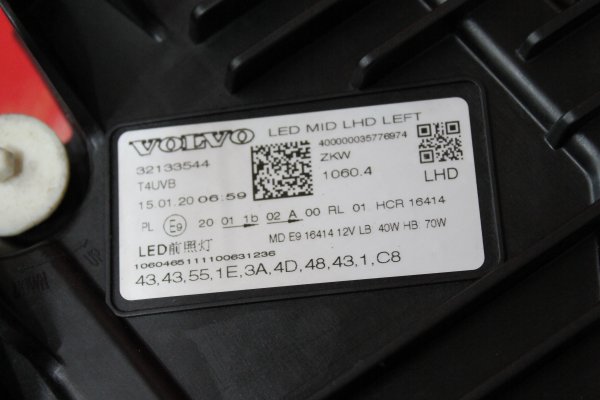 VOLVO LED MID LHD LEFT
32133544 400000035776974
T4UVB ZKW
15.01.20 06:59 1060.4 LHD
PL E9 20 01 1b 02 A 00 RL 01 HCR 16414
MD E9 16414 12V LB 40W HB 70W
LED前照灯
1060465111100631236
43,43,55,1E,3A,4D,48,43,1,C8